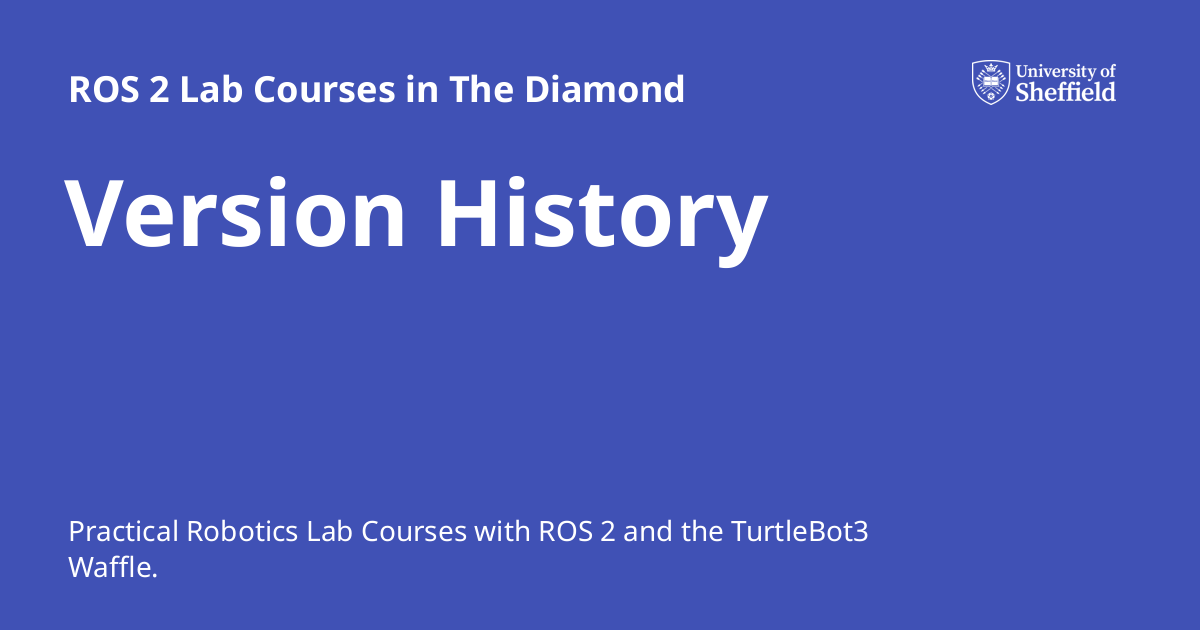 ROS 2 Lab Courses in The Diamond
University of
Sheffield
Version History
Practical Robotics Lab Courses with ROS 2 and the TurtleBot3
Waffle.